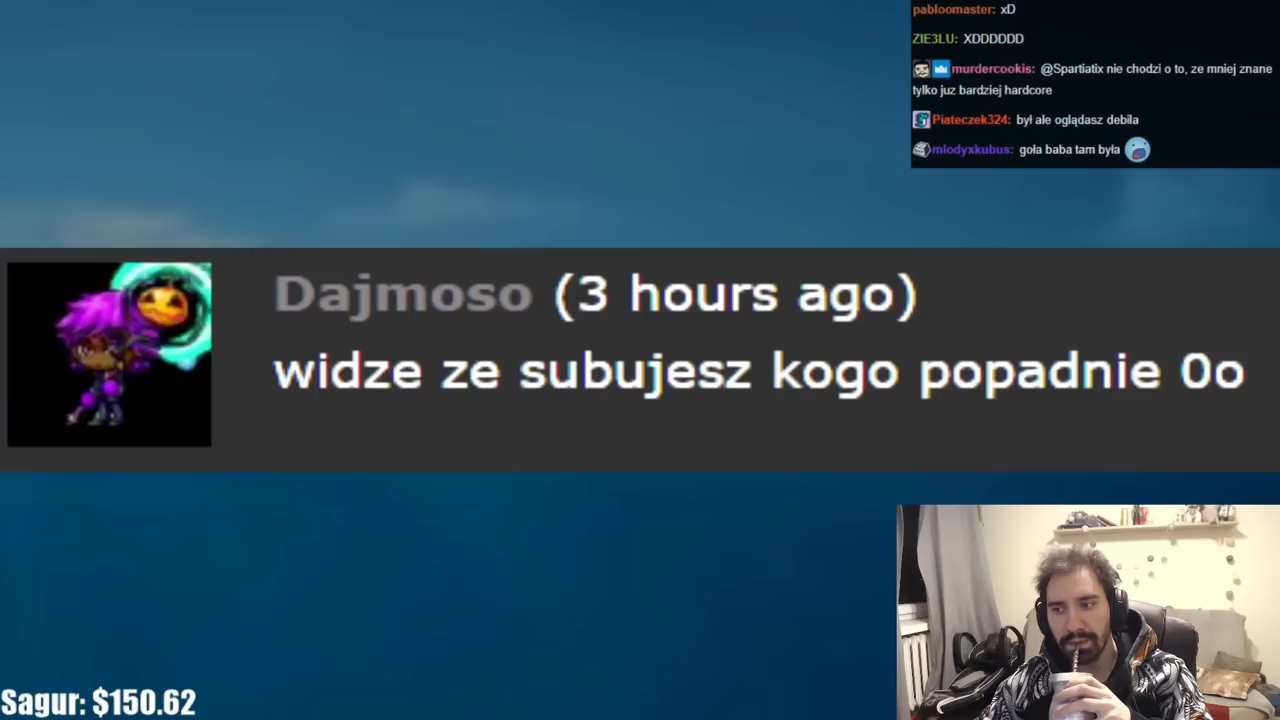 pabloomaster: xD
ZIE3LU: XDDDDDD
murdercookis: @Spartiatix nie chodzi o to, ze mniej znane
tylko juz bardziej hardcore
Piateczek324: był ale oglądasz debila
mlodyxkubus: goła baba tam była
Dajmoso (3 hours ago)
widze ze subujesz kogo popadnie 0o
Sagur: $150.62